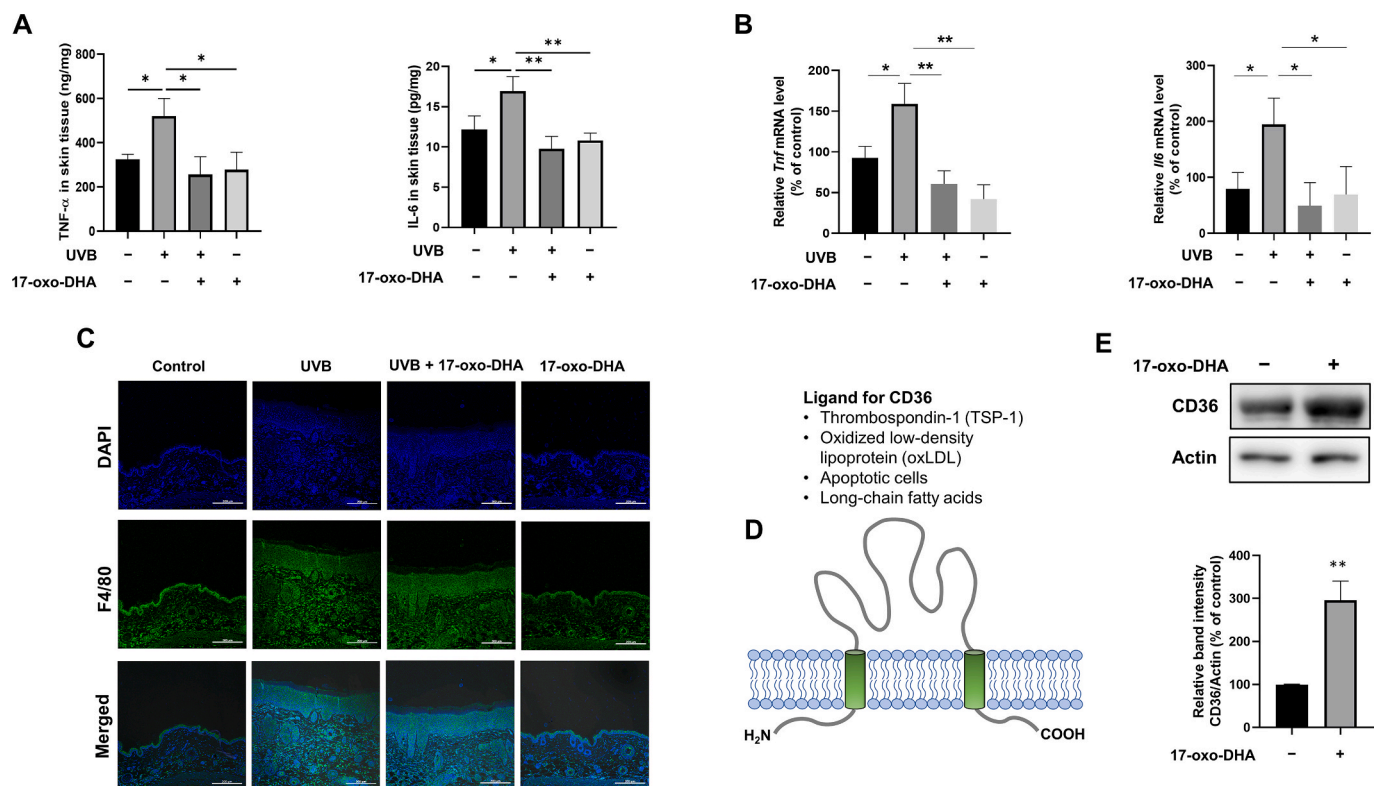 A
TNF-α in skin tissue (ng/mg)
800
600
400
200
0
* * *
UVB − + + −
17-oxo-DHA − − + +
IL-6 in skin tissue (pg/mg)
20
15
10
5
0
* ** **
UVB − + + −
17-oxo-DHA − − + +
B
Relative Tnf mRNA level
(% of control)
200
150
100
50
0
* ** **
UVB − + + −
17-oxo-DHA − − + +
Relative Il6 mRNA level
(% of control)
300
200
100
0
* * *
UVB − + + −
17-oxo-DHA − − + +
C
Control UVB UVB + 17-oxo-DHA 17-oxo-DHA
DAPI
F4/80
Merged
Ligand for CD36
• Thrombospondin-1 (TSP-1)
• Oxidized low-density
lipoprotein (oxLDL)
• Apoptotic cells
• Long-chain fatty acids
D
H2N
COOH
E
17-oxo-DHA − +
CD36
Actin
Relative band intensity
CD36/Actin (% of control)
400
300
200
100
0
**
17-oxo-DHA − +